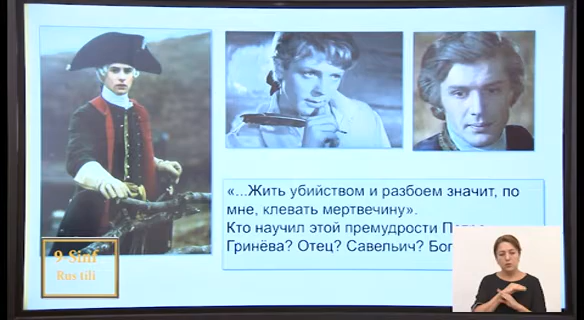 «...Жить убийством и разбоем значит, по
мне, клевать мертвечину».
Кто научил этой премудрости
Гринёва? Отец? Савельич?
9 Sinf
Rus tili